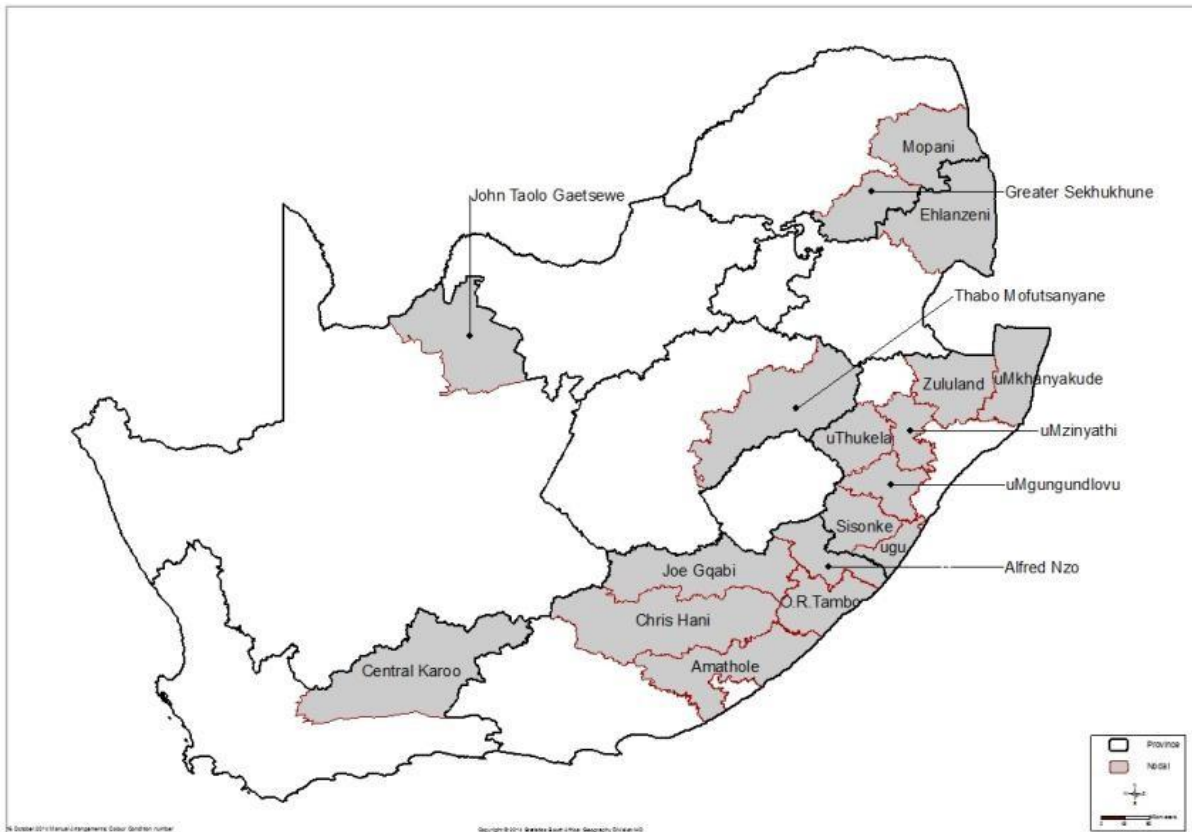 Mopani
John Taolo Gaetsewe
Greater Sekhukhune
Ehlanzeni
Thabo Mofutsanyane
Zululand
uMkhanyakude
uMzinyathi
uThukela
uMgungundlovu
Sisonke
ugu
Alfred Nzo
Joe Gqabi
O.R.Tambo
Chris Hani
Amathole
Central Karoo
Province
Nodal